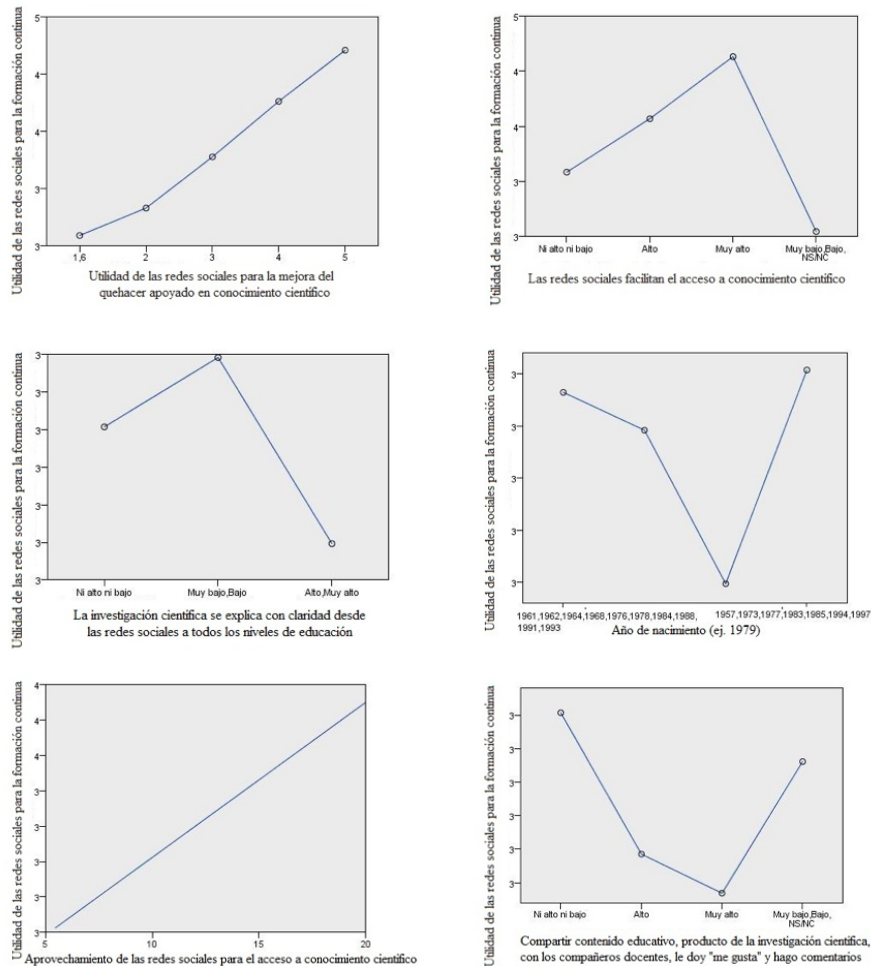 Utilidad de las redes sociales para la formación continua
5
4
4
3
3
1,6
2
3
4
5
Utilidad de las redes sociales para la mejora del
quehacer apoyado en conocimiento científico
Utilidad de las redes sociales para la formación continua
5
4
4
3
3
Ni alto ni bajo
Alto
Muy alto
Muy bajo,Bajo,
NS/NC
Las redes sociales facilitan el acceso a conocimiento científico
Utilidad de las redes sociales para la formación continua
3
3
3
3
3
3
3
Ni alto ni bajo
Muy bajo,Bajo
Alto,Muy alto
La investigación científica se explica con claridad desde
las redes sociales a todos los niveles de educación
Utilidad de las redes sociales para la formación continua
3
3
3
3
3
1961,1962,1964,1968,1976,1978,1984,1988,
1991,1993
1957,1973,1977,1983,1985,1994,1997
Año de nacimiento (ej. 1979)
Utilidad de las redes sociales para la formación continua
4
4
4
3
3
3
3
3
5
10
15
20
Aprovechamiento de las redes sociales para el acceso a conocimiento científico
Utilidad de las redes sociales para la formación continua
3
3
3
3
3
3
Ni alto ni bajo
Alto
Muy alto
Muy bajo,Bajo,
NS/NC
Compartir contenido educativo, producto de la investigación científica,
con los compañeros docentes, le doy "me gusta" y hago comentarios